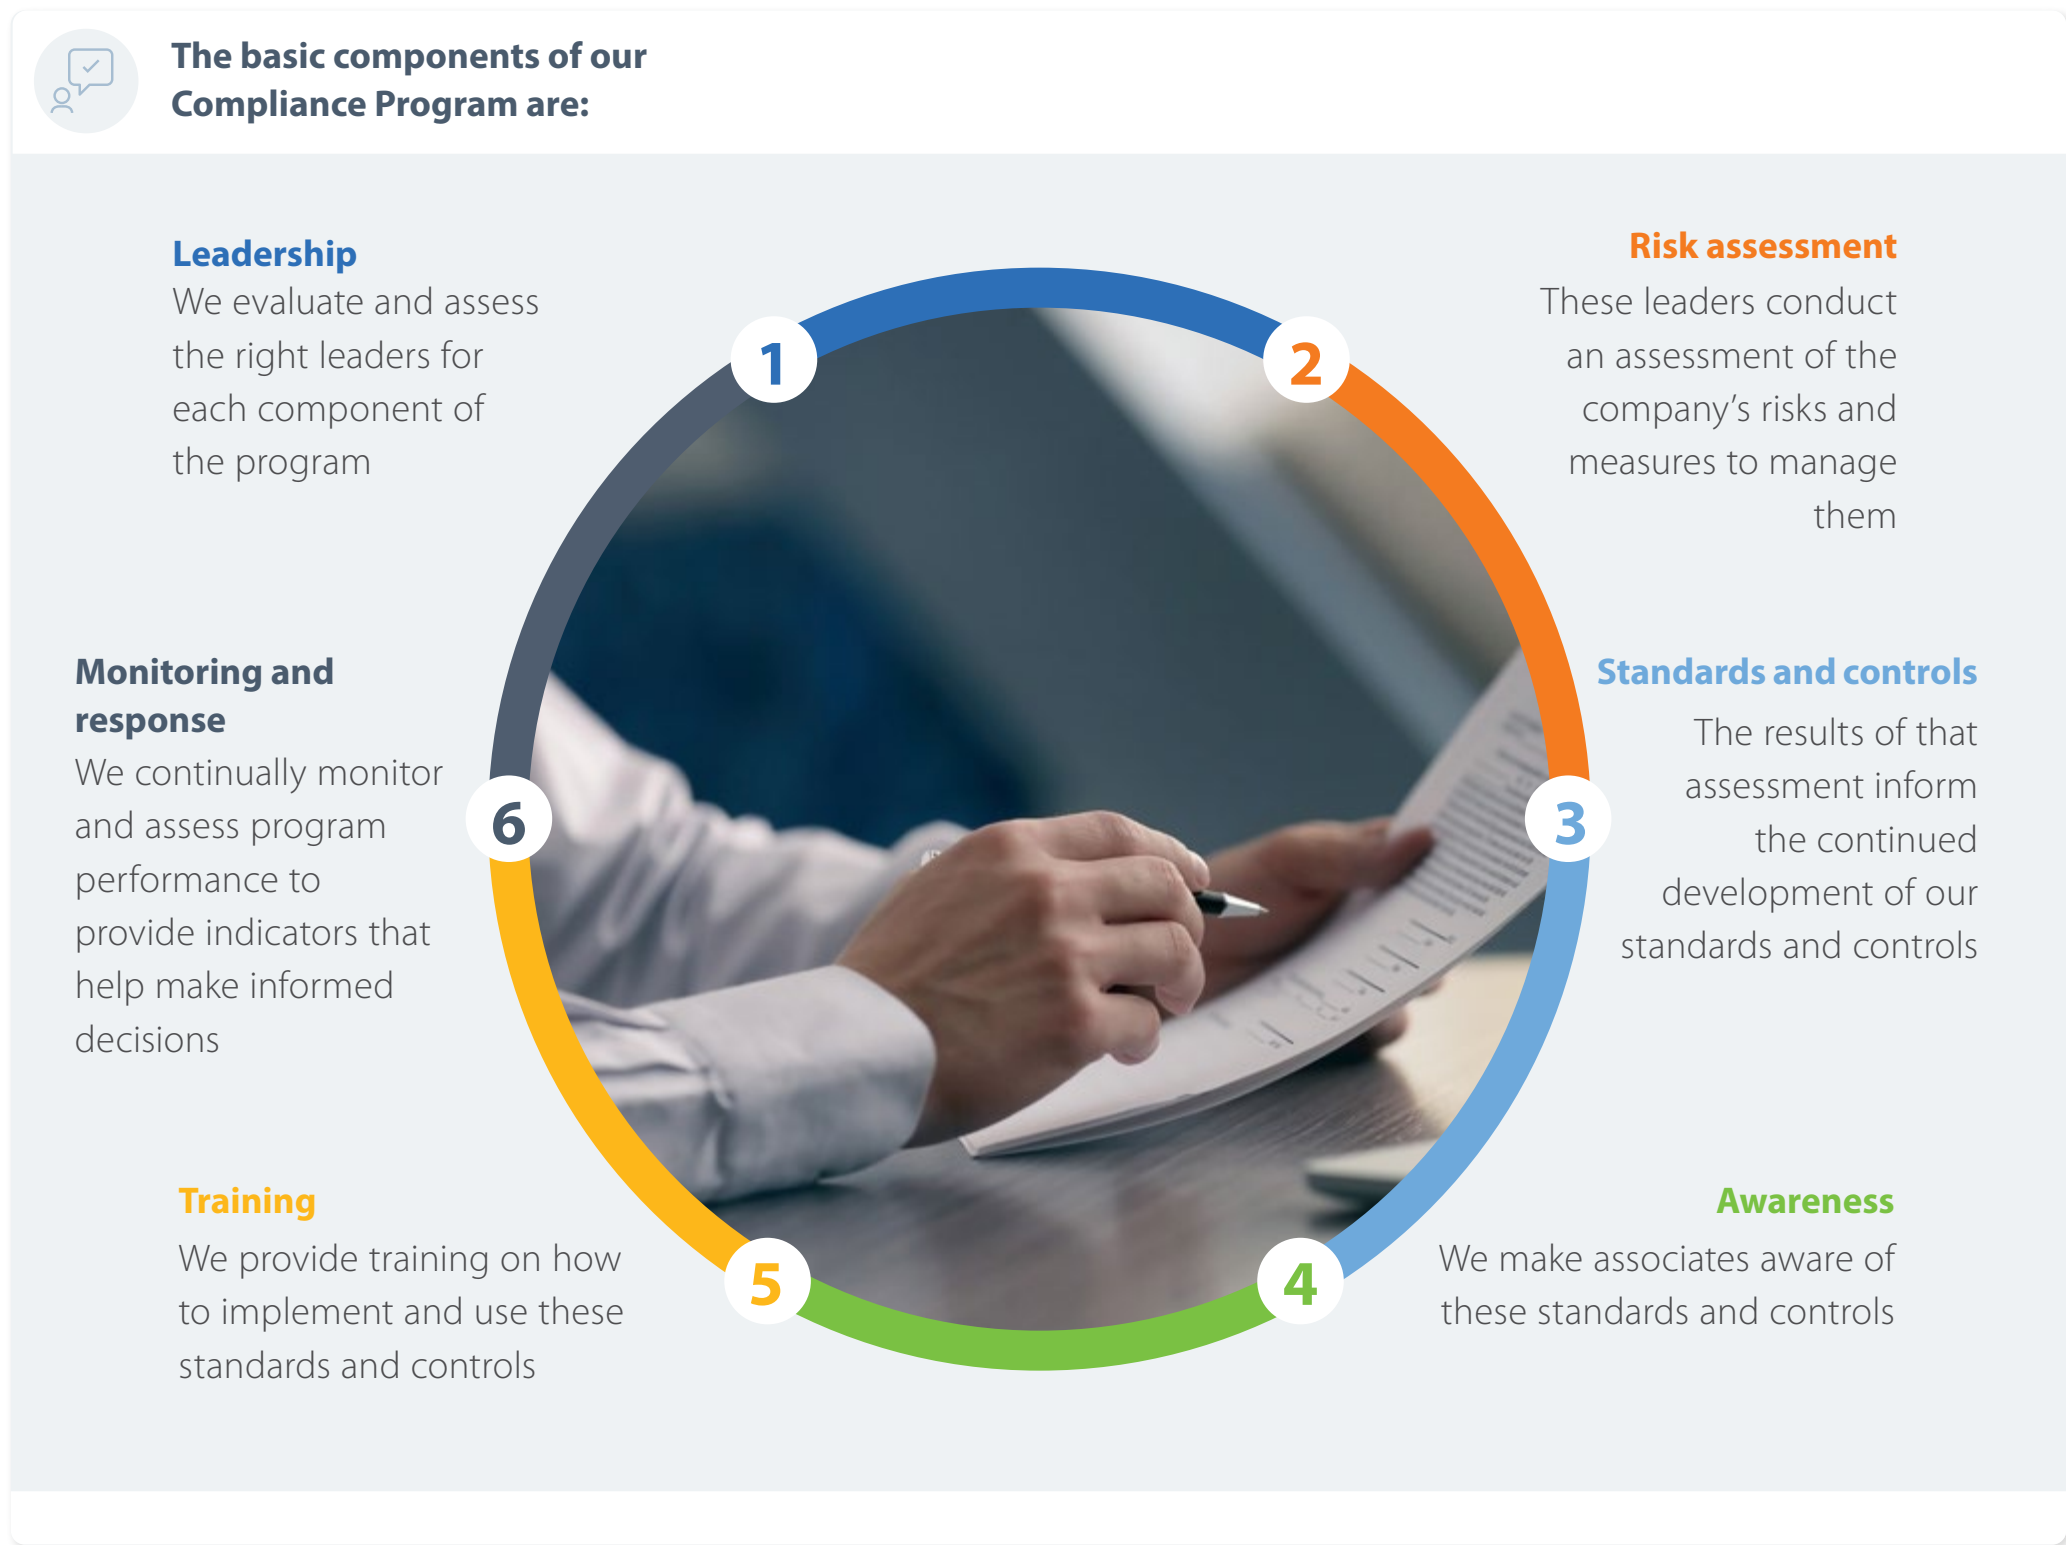 The basic components of our
Compliance Program are:
Leadership
We evaluate and assess
the right leaders for
each component of
the program
1
2
Risk assessment
These leaders conduct
an assessment of the
company’s risks and
measures to manage
them
3
Standards and controls
The results of that
assessment inform
the continued
development of our
standards and controls
4
Awareness
We make associates aware of
these standards and controls
5
Training
We provide training on how
to implement and use these
standards and controls
6
Monitoring and
response
We continually monitor
and assess program
performance to
provide indicators that
help make informed
decisions